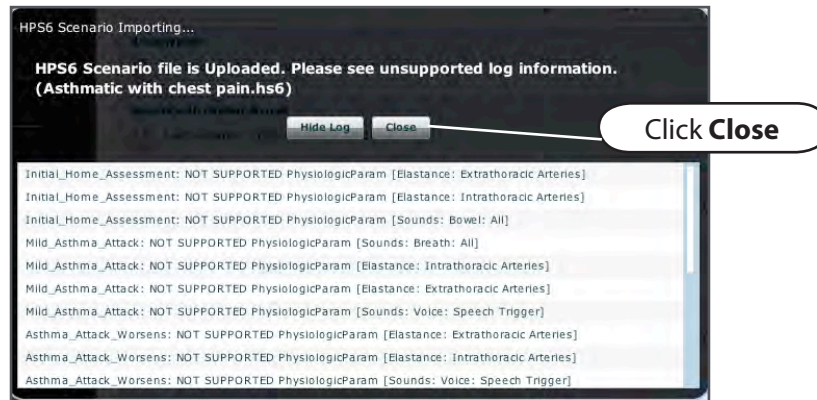 HPS6 Scenario Importing...
HPS6 Scenario file is Uploaded. Please see unsupported log information.
(Asthmatic with chest pain.hs6)
Hide Log
Close
Click Close
Initial_Home_Assessment: NOT SUPPORTED PhysiologicParam [Elastance: Extrathoracic Arteries]
Initial_Home_Assessment: NOT SUPPORTED PhysiologicParam [Elastance: Intrathoracic Arteries]
Initial_Home_Assessment: NOT SUPPORTED PhysiologicParam [Sounds: Bowel: All]
Mild_Asthma_Attack: NOT SUPPORTED PhysiologicParam [Sounds: Breath: All]
Mild_Asthma_Attack: NOT SUPPORTED PhysiologicParam [Elastance: Intrathoracic Arteries]
Mild_Asthma_Attack: NOT SUPPORTED PhysiologicParam [Elastance: Extrathoracic Arteries]
Mild_Asthma_Attack: NOT SUPPORTED PhysiologicParam [Sounds: Voice: Speech Trigger]
Asthma_Attack_Worsens: NOT SUPPORTED PhysiologicParam [Elastance: Extrathoracic Arteries]
Asthma_Attack_Worsens: NOT SUPPORTED PhysiologicParam [Elastance: Intrathoracic Arteries]
Asthma_Attack_Worsens: NOT SUPPORTED PhysiologicParam [Sounds: Voice: Speech Trigger]